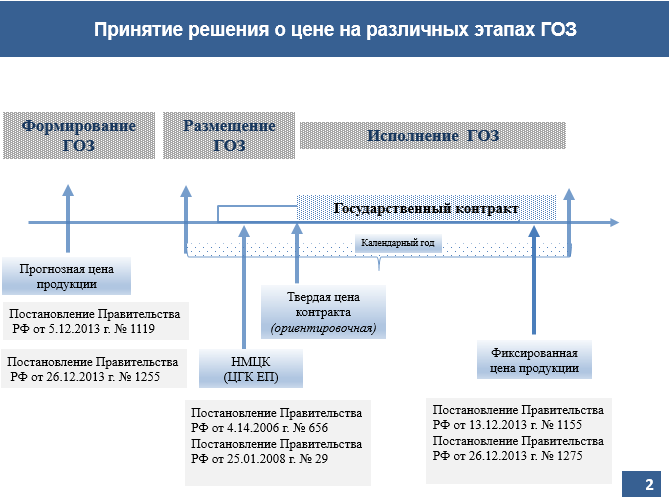 Принятие решения о цене на различных этапах ГОЗ
Формирование
ГОЗ
Размещение
ГОЗ
Исполнение ГОЗ
Государственный контракт
Календарный год
Прогнозная цена
продукции
Постановление Правительства
РФ от 5.12.2013 г. № 1119
Постановление Правительства
РФ от 26.12.2013 г. № 1255
Твердая цена
контракта
(ориентировочная)
НМЦК
(ЦГК ЕП)
Постановление Правительства
РФ от 4.14.2006 г. № 656
Постановление Правительства
РФ от 25.01.2008 г. № 29
Фиксированная
цена продукции
Постановление Правительства
РФ от 13.12.2013 г. № 1155
Постановление Правительства
РФ от 26.12.2013 г. № 1275
2